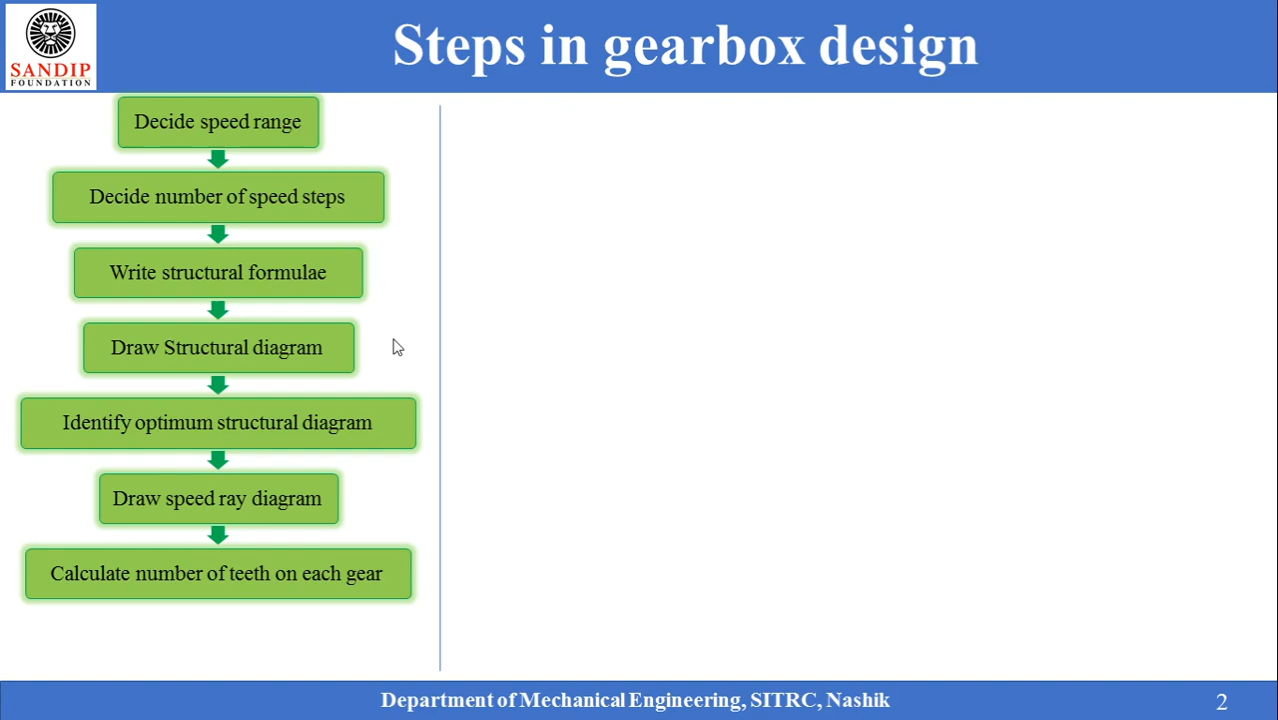 SANDIP
FOUNDATION
Steps in gearbox design
Decide speed range
Decide number of speed steps
Write structural formulae
Draw Structural diagram
Identify optimum structural diagram
Draw speed ray diagram
Calculate number of teeth on each gear
Department of Mechanical Engineering, SITRC, Nashik
2